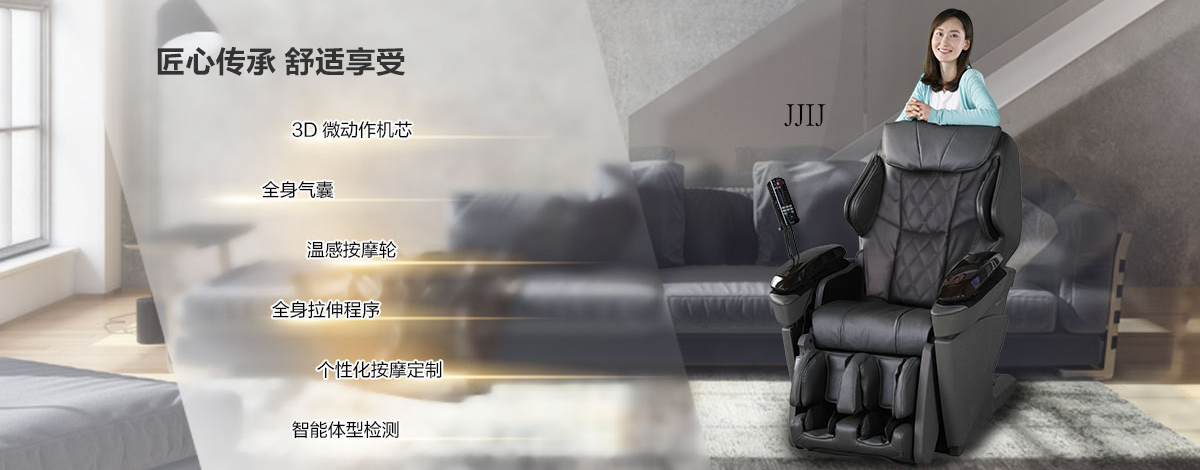 匠心传承 舒适享受
3D 微动作机芯
JJIJ
全身气囊
温感按摩轮
全身拉伸程序
个性化按摩定制
智能体型检测